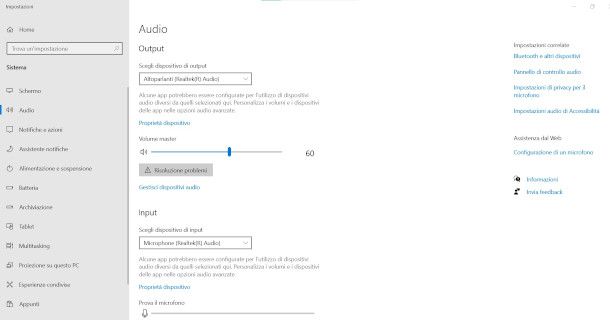 Impostazioni
Home
Trova un'impostazione
Sistema
Schermo
Audio
Notifiche e azioni
Assistente notifiche
Alimentazione e sospensione
Batteria
Archiviazione
Tablet
Multitasking
Proiezione su questo PC
Esperienze condivise
Appunti
Audio
Output
Scegli dispositivo di output
Altoparlanti (Realtek(R) Audio)
Alcune app potrebbero essere configurate per l'utilizzo di dispositivi
audio diversi da quelli selezionati qui. Personalizza i volumi e i dispositivi
delle app nelle opzioni audio avanzate.
Proprietà dispositivo
Volume master
60
Risoluzione problemi
Gestisci dispositivi audio
Input
Scegli dispositivo di input
Microphone (Realtek(R) Audio)
Alcune app potrebbero essere configurate per l'utilizzo di dispositivi
audio diversi da quelli selezionati qui. Personalizza i volumi e i dispositivi
delle app nelle opzioni audio avanzate.
Proprietà dispositivo
Prova il microfono
Impostazioni correlate
Bluetooth e altri dispositivi
Pannello di controllo audio
Impostazioni di privacy per il
microfono
Impostazioni audio di Accessibilità
Assistenza dal Web
Configurazione di un microfono
Informazioni
Invia feedback